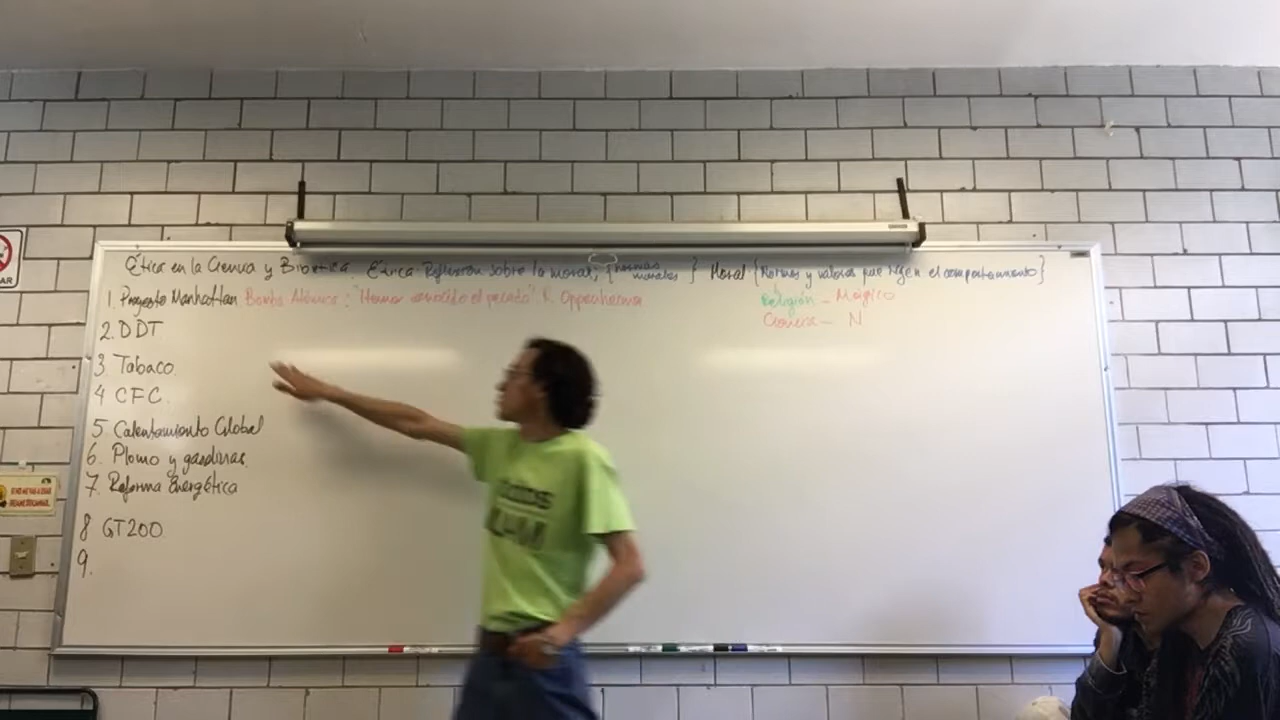 Ética en la Ciencia y Bioética. Ética Reflexión sobre la moral; {normas morales} Moral {Normas y valores que rigen el comportamiento}
1. Proyecto Manhattan Bomba Atómica; "Hemos conocido el pecado" R. Oppenheimer
Religión - Mágico
Ciencia - N
2. DDT
3. Tabaco
4 CFC.
5. Calentamiento Global
6. Plomo y gasolinas.
7. Reforma Energética
8 GT200
9.